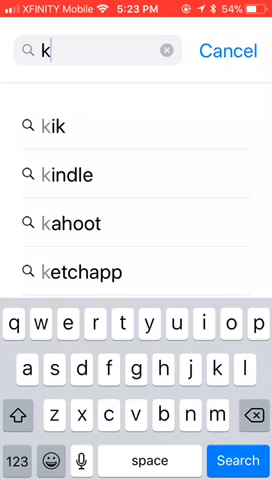 XFINITY Mobile 5:23 PM 54%
k Cancel
kik
kindle
kahoot
ketchapp
q w e r t y u i o p
a s d f g h j k l
z x c v b n m
123 space Search